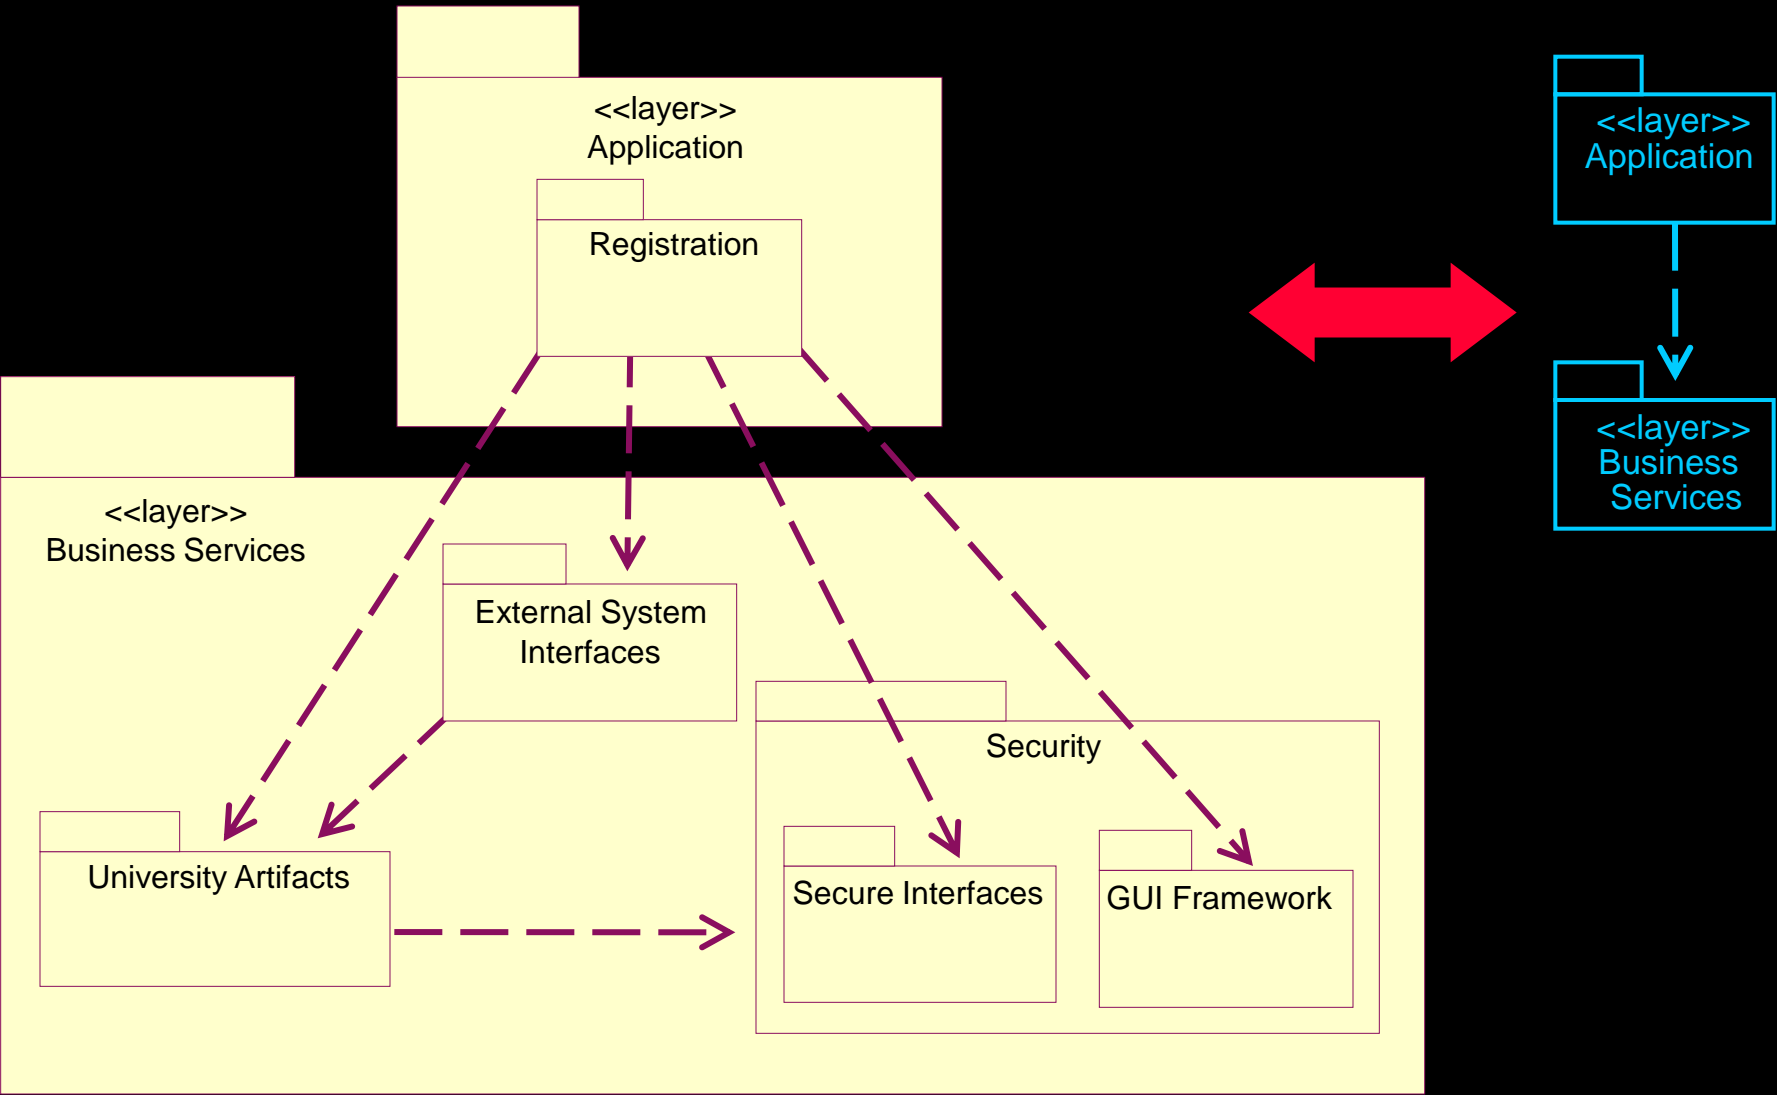 <<layer>>
Application
Registration
<<layer>>
Business Services
External System
Interfaces
Security
University Artifacts
Secure Interfaces
GUI Framework
<<layer>>
Application
<<layer>>
Business
Services